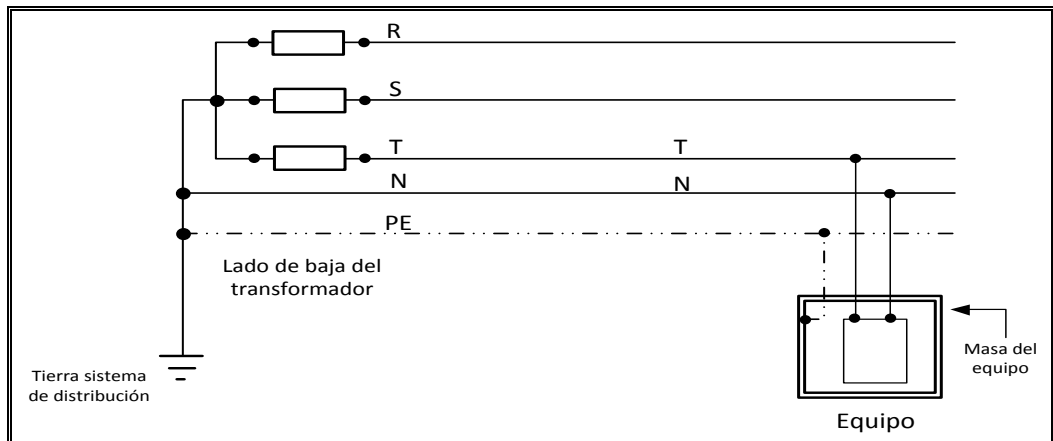 R
S
T
T
N
N
PE
Lado de baja del
transformador
Tierra sistema
de distribución
Masa del
equipo
Equipo